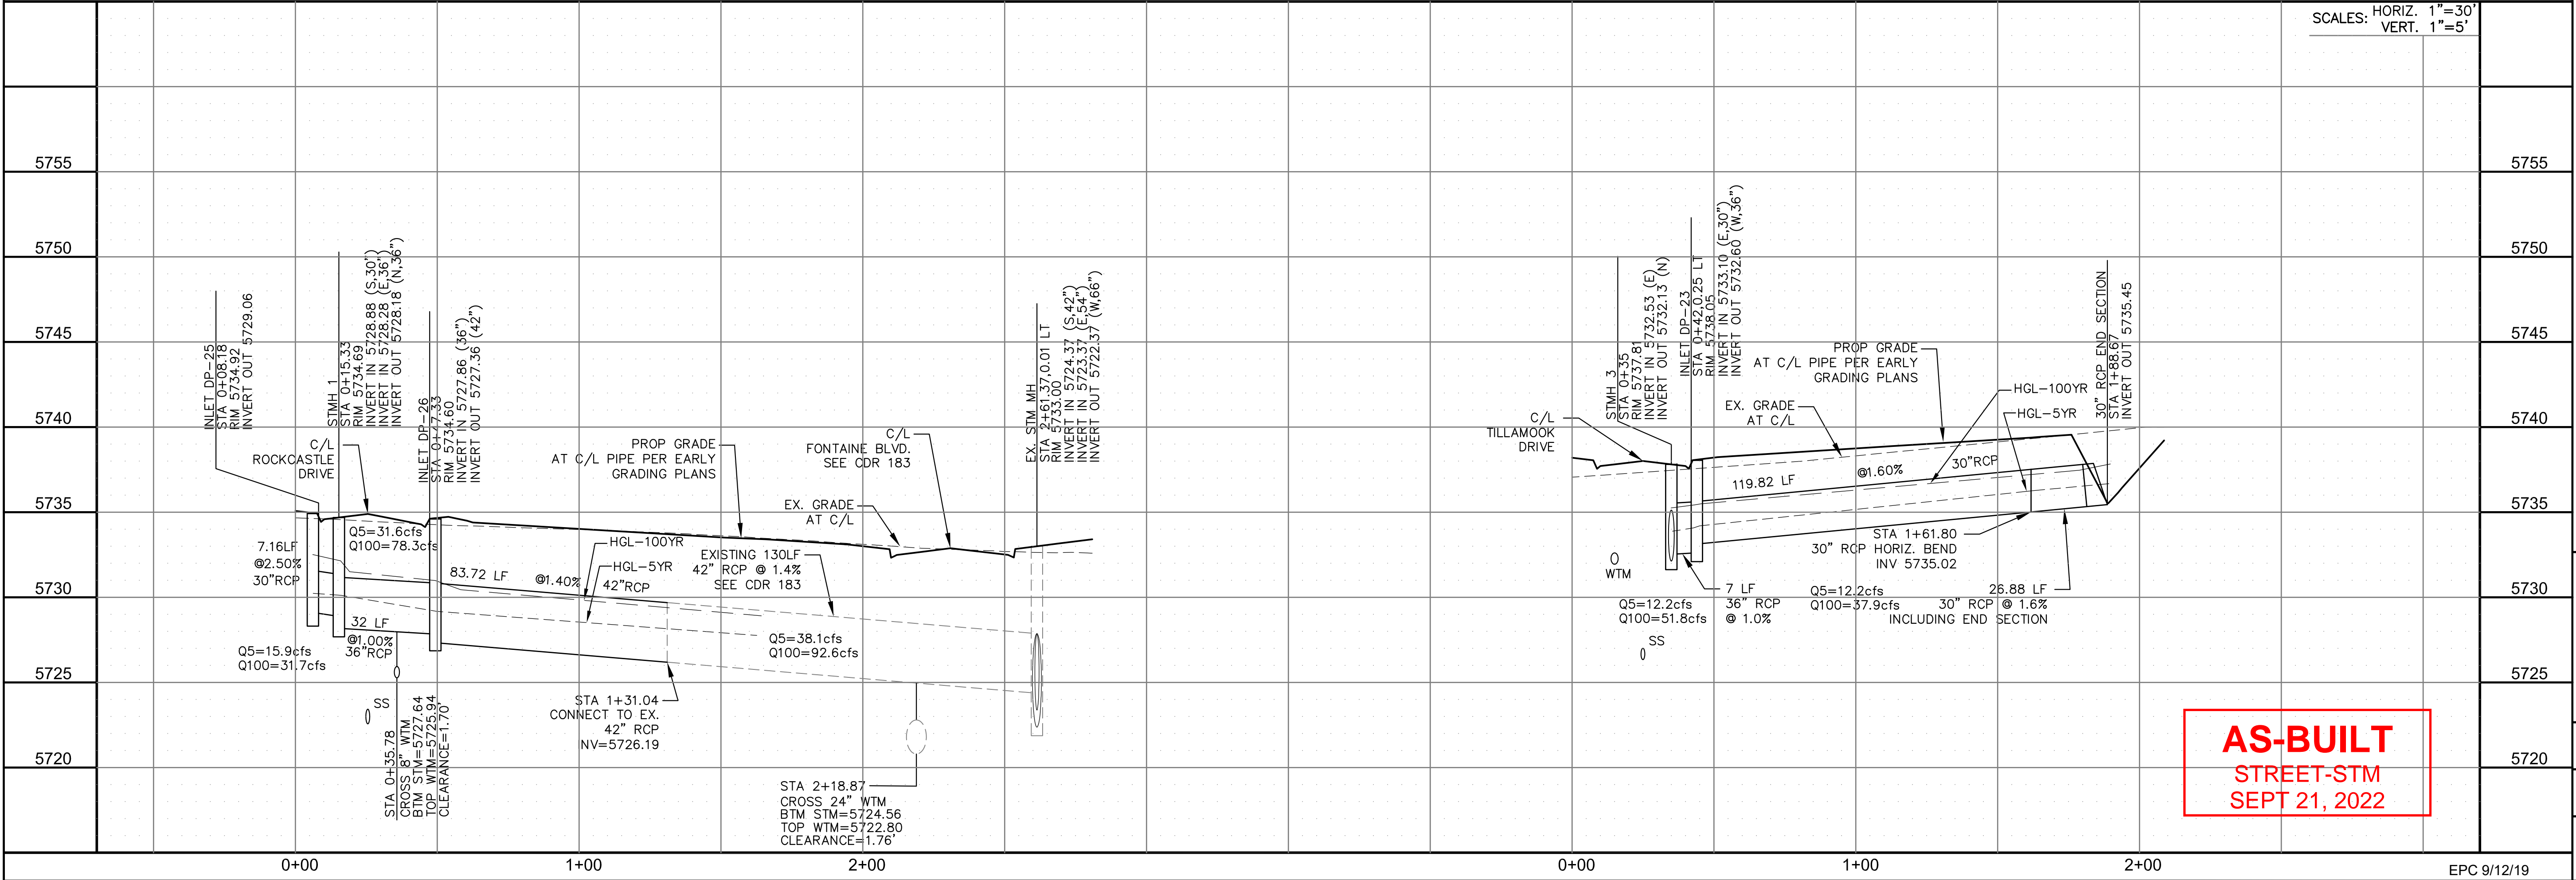 SCALES: HORIZ. 1"=30'
VERT. 1"=5'
5755
5750
5745
5740
5735
5730
5725
5720
INLET DP-25
STA 0+08.18
RIM 5734.92
INVERT OUT 5729.06
STMH 1
STA 0+15.33
RIM 5734.69
INVERT IN 5728.88 (S,30")
INVERT IN 5728.28 (E,36")
INVERT OUT 5728.18 (N,36")
INLET DP-26
STA 0+47.33
RIM 5734.60
INVERT IN 5727.86 (36")
INVERT OUT 5727.36 (42")
C/L
ROCKCASTLE
DRIVE
PROP GRADE
AT C/L PIPE PER EARLY
GRADING PLANS
C/L
FONTAINE BLVD.
SEE CDR 183
EX. GRADE
AT C/L
EX. STM MH
STA 2+61.37,0.01 LT
RIM 5733.00
INVERT IN 5724.37 (S,42")
INVERT IN 5723.37 (E,54")
INVERT OUT 5722.37 (W,66")
Q5=31.6cfs
Q100=78.3cfs
7.16LF
@2.50%
30"RCP
83.72 LF
@1.40%
42"RCP
HGL-100YR
HGL-5YR
EXISTING 130LF
42" RCP @ 1.4%
SEE CDR 183
32 LF
@1.00%
36"RCP
Q5=15.9cfs
Q100=31.7cfs
Q5=38.1cfs
Q100=92.6cfs
SS
STA 0+35.78
CROSS 8" WTM
BTM STM=5727.64
TOP WTM=5725.94
CLEARANCE=1.70'
STA 1+31.04
CONNECT TO EX.
42" RCP
NV=5726.19
STA 2+18.87
CROSS 24" WTM
BTM STM=5724.56
TOP WTM=5722.80
CLEARANCE=1.76'
STMH 3
STA 0+35
RIM 5737.81
INVERT IN 5732.53 (E)
INVERT OUT 5732.13 (N)
INLET DP-23
STA 0+42,0.25 LT
RIM 5738.05
INVERT IN 5733.10 (E,30")
INVERT OUT 5732.60 (W,36")
C/L
TILLAMOOK
DRIVE
PROP GRADE
AT C/L PIPE PER EARLY
GRADING PLANS
EX. GRADE
AT C/L
HGL-100YR
HGL-5YR
30" RCP END SECTION
STA 1+88.67
INVERT OUT 5735.45
119.82 LF
@1.60%
30"RCP
WTM
SS
STA 1+61.80
30" RCP HORIZ. BEND
INV 5735.02
Q5=12.2cfs
Q100=51.8cfs
7 LF
36" RCP
@ 1.0%
Q5=12.2cfs
Q100=37.9cfs
26.88 LF
30" RCP @ 1.6%
INCLUDING END SECTION
5755
5750
5745
5740
5735
5730
5725
5720
AS-BUILT
STREET-STM
SEPT 21, 2022
0+00
1+00
2+00
0+00
1+00
2+00
EPC 9/12/19